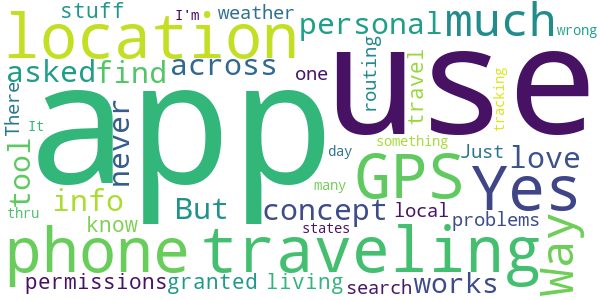 stuff I'm weather
location personal much wrong
asked find across one routing travel
app use
There never tool
It info But GPS tracking
something Just love
day Yes
many concept local problems
thru know Way
phone traveling
states
permissions granted living search works